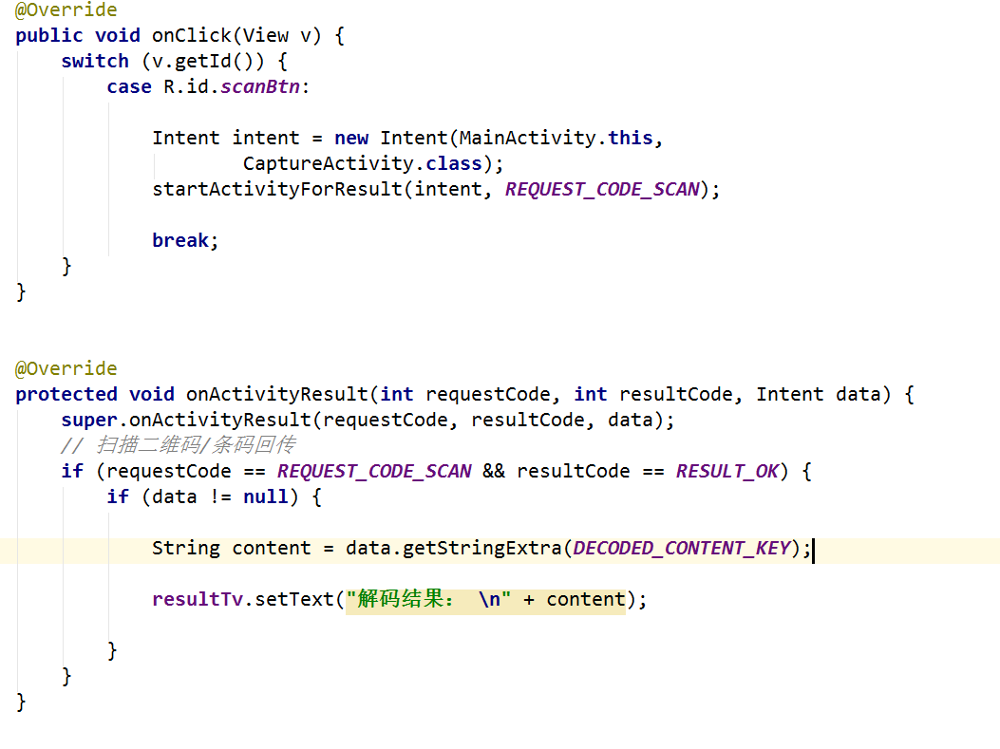 @Override
public void onClick(View v) {
switch (v.getId()) {
case R.id.scanBtn:
Intent intent = new Intent(MainActivity.this,
CaptureActivity.class);
startActivityForResult(intent, REQUEST_CODE_SCAN);
break;
}
}
@Override
protected void onActivityResult(int requestCode, int resultCode, Intent data) {
super.onActivityResult(requestCode, resultCode, data);
// 扫描二维码/条码回传
if (requestCode == REQUEST_CODE_SCAN && resultCode == RESULT_OK) {
if (data != null) {
String content = data.getStringExtra(DECODED_CONTENT_KEY);
resultTv.setText("解码结果： \n" + content);
}
}
}